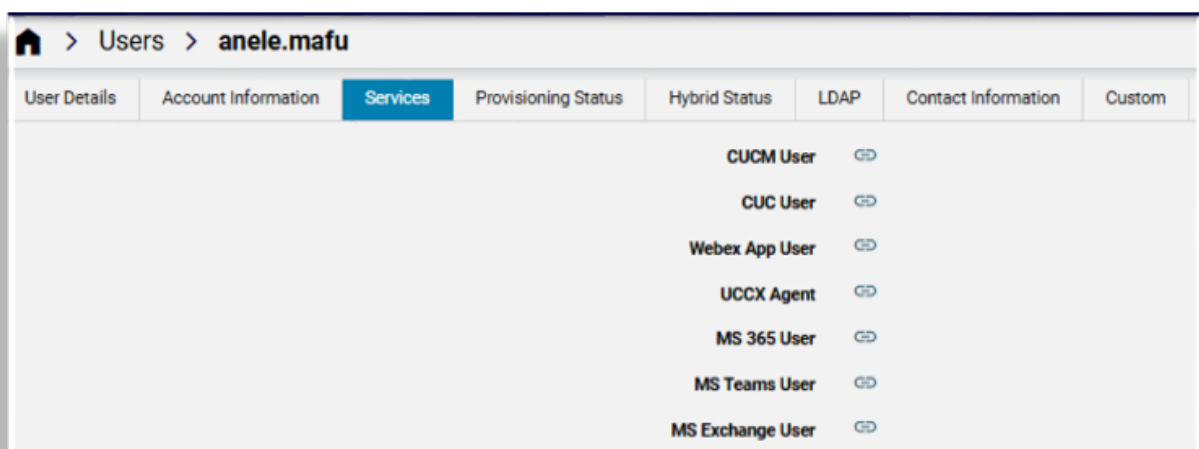 > Users > anele.mafu
User Details Account Information Services Provisioning Status Hybrid Status LDAP Contact Information Custom
CUCM User
CUC User
Webex App User
UCCX Agent
MS 365 User
MS Teams User
MS Exchange User